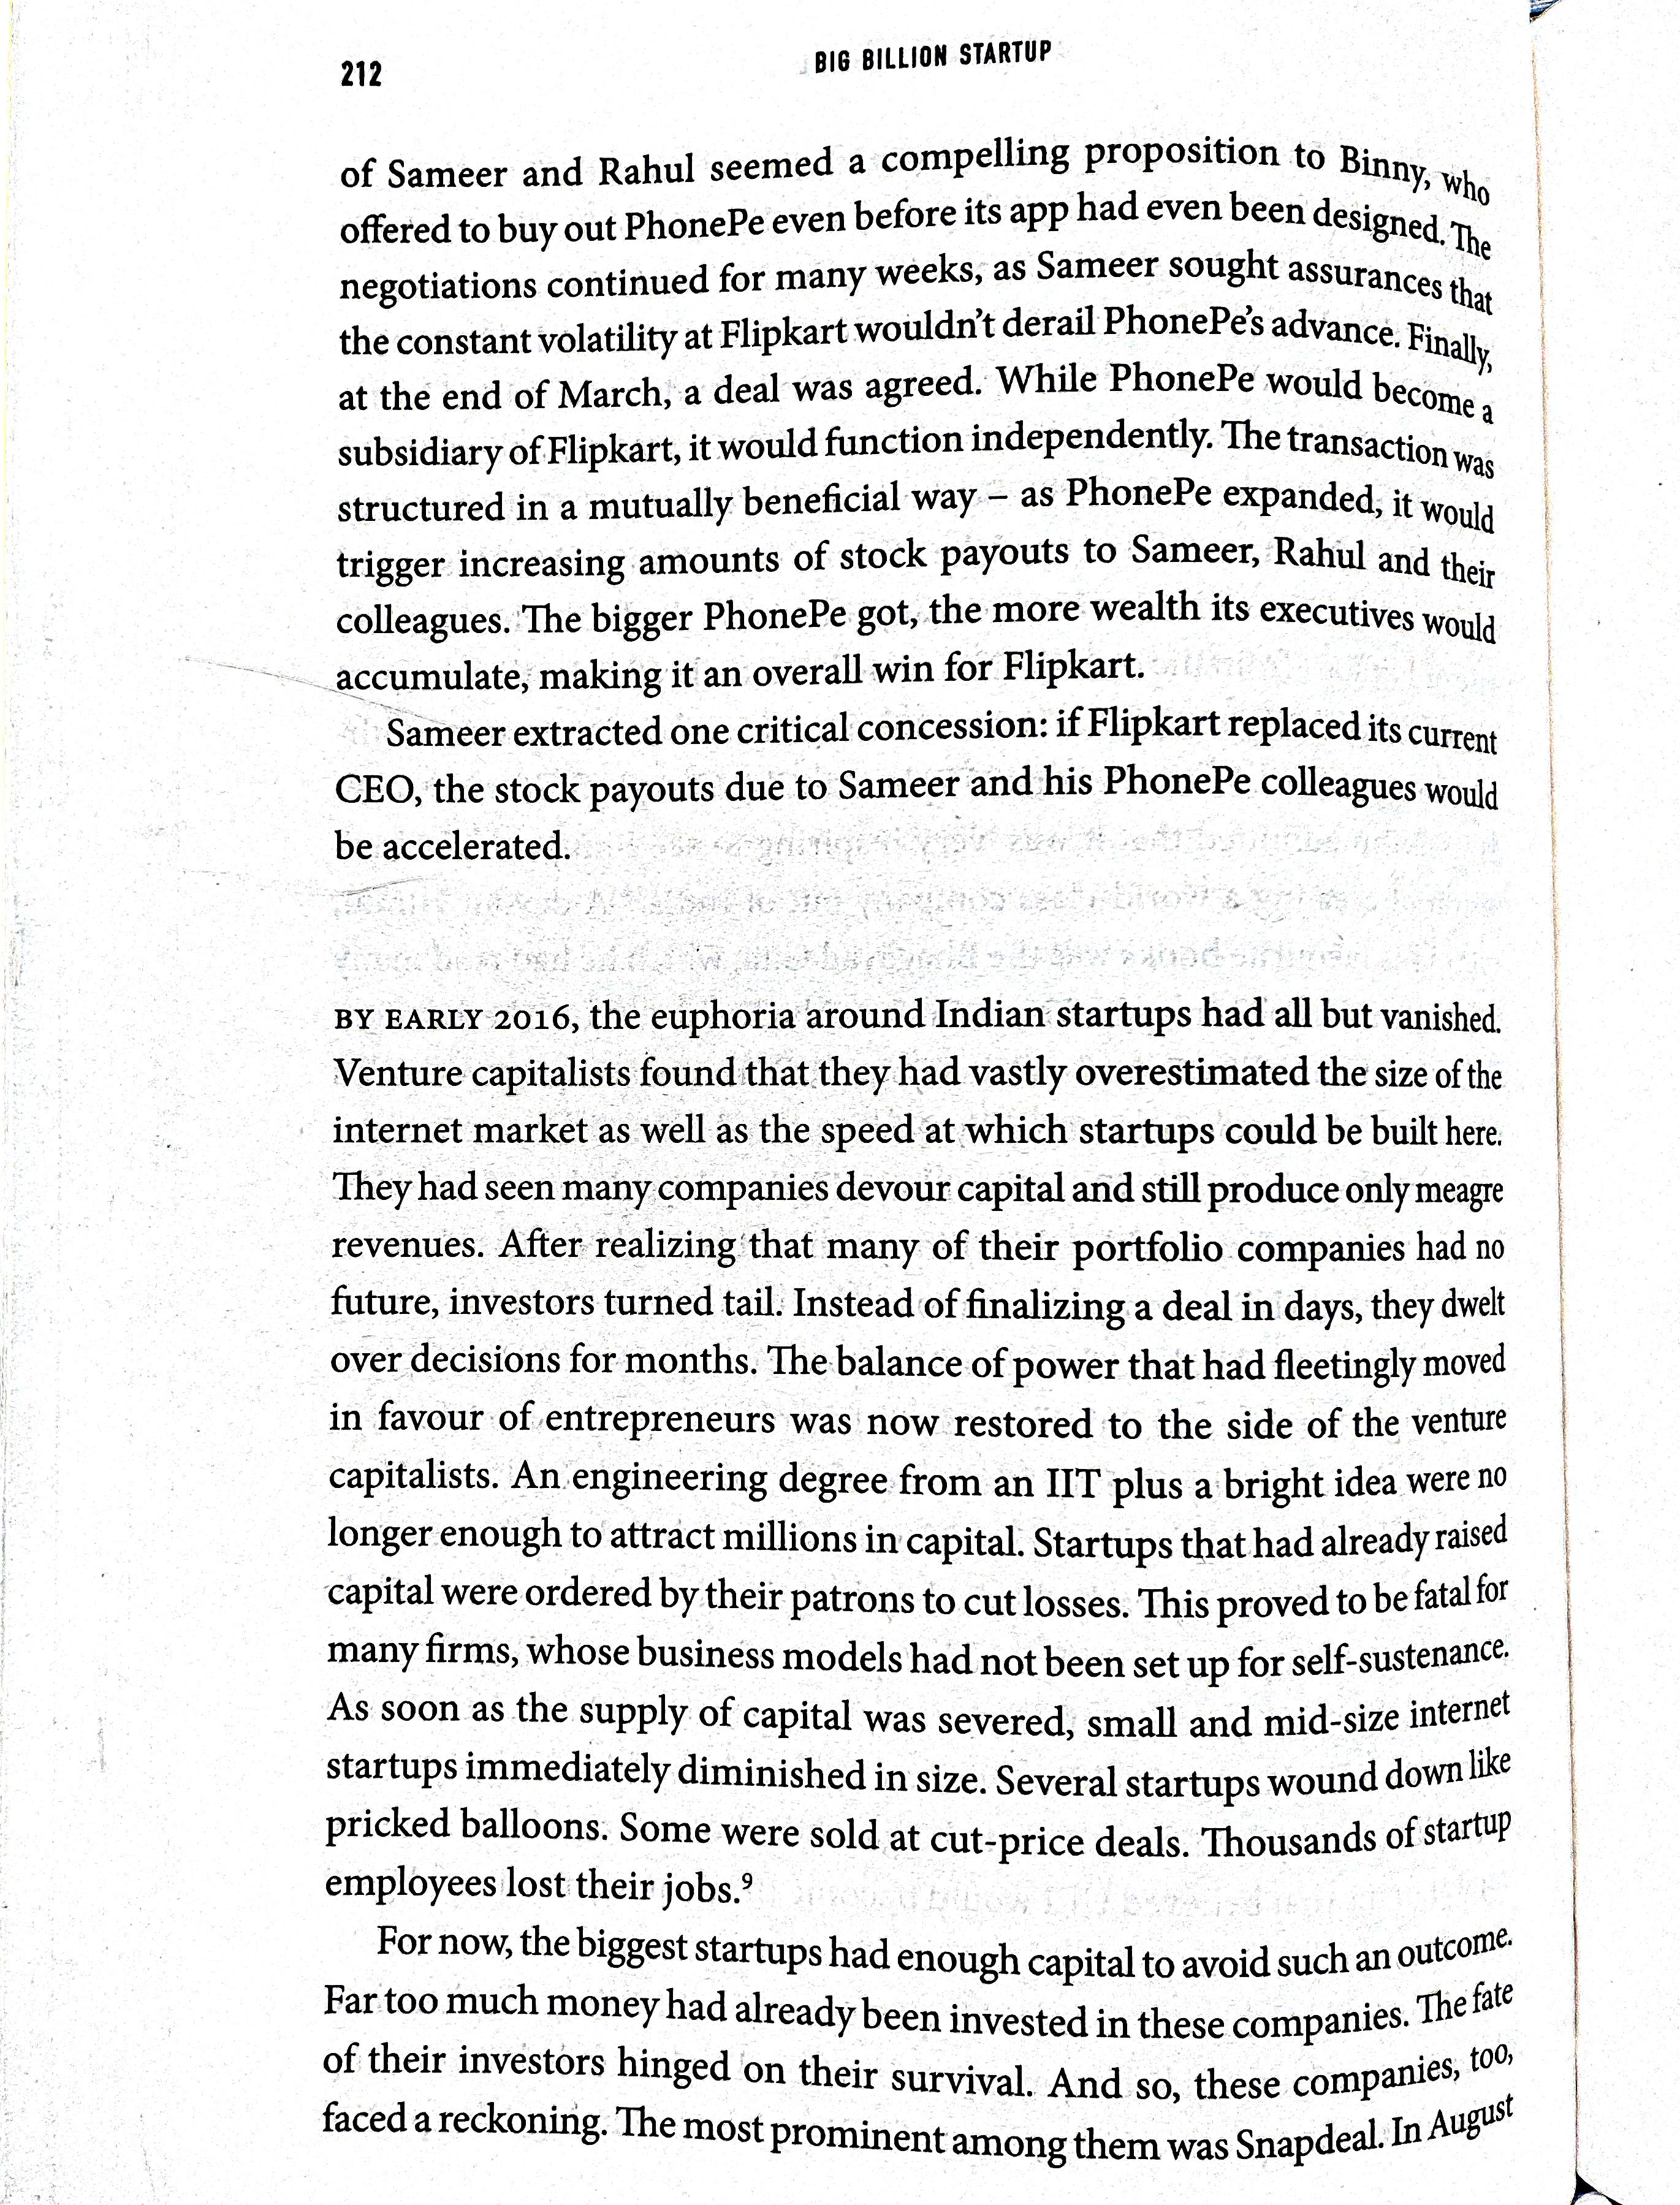 212
BIG BILLION STARTUP
of Sameer and Rahul seemed a compelling proposition to Binny, who
offered to buy out PhonePe even before its app had even been designed. The
negotiations continued for many weeks, as Sameer sought assurances that
the constant volatility at Flipkart wouldn't derail PhonePe's advance. Finally,
at the end of March, a deal was agreed. While PhonePe would become a
subsidiary of Flipkart, it would function independently. The transaction was
structured in a mutually beneficial way – as PhonePe expanded, it would
trigger increasing amounts of stock payouts to Sameer, Rahul and their
colleagues. The bigger PhonePe got, the more wealth its executives would
accumulate, making it an overall win for Flipkart.
Sameer extracted one critical concession: if Flipkart replaced its current
CEO, the stock payouts due to Sameer and his PhonePe colleagues would
be accelerated.
BY EARLY 2016, the euphoria around Indian startups had all but vanished.
Venture capitalists found that they had vastly overestimated the size of the
internet market as well as the speed at which startups could be built here.
They had seen many companies devour capital and still produce only meagre
revenues. After realizing that many of their portfolio companies had no
future, investors turned tail. Instead of finalizing a deal in days, they dwelt
over decisions for months. The balance of power that had fleetingly moved
in favour of entrepreneurs was now restored to the side of the venture
capitalists. An engineering degree from an IIT plus a bright idea were no
longer enough to attract millions in capital. Startups that had already raised
capital were ordered by their patrons to cut losses. This proved to be fatal for
many firms, whose business models had not been set up for self-sustenance.
As soon as the supply of capital was severed, small and mid-size internet
startups immediately diminished in size. Several startups wound down like
pricked balloons. Some were sold at cut-price deals. Thousands of startup
employees lost their jobs.⁹
For now, the biggest startups had enough capital to avoid such an outcome.
Far too much money had already been invested in these companies. The fate
of their investors hinged on their survival. And so, these companies, too,
faced a reckoning. The most prominent among them was Snapdeal. In August